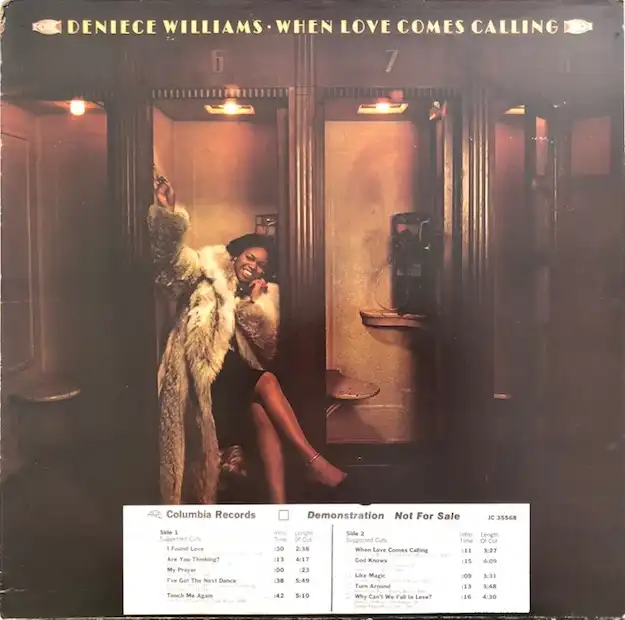 DENIECE WILLIAMS · WHEN LOVE COMES CALLING
6 7
Columbia Records Demonstration Not For Sale JC 35568
Side 1 Intro Length Side 2 Intro Length
Suggested Cuts Time Of Cut Suggested Cuts Time Of Cut
I Found Love :30 2:38 When Love Comes Calling :11 3:27
Are You Thinking? :13 4:17 God Knows :15 4:09
My Prayer :00 :23 Like Magic :09 3:31
I've Got The Next Dance :38 5:49 Turn Around :13 3:48
Touch Me Again :42 5:10 Why Can't We Fall In Love? :16 4:30